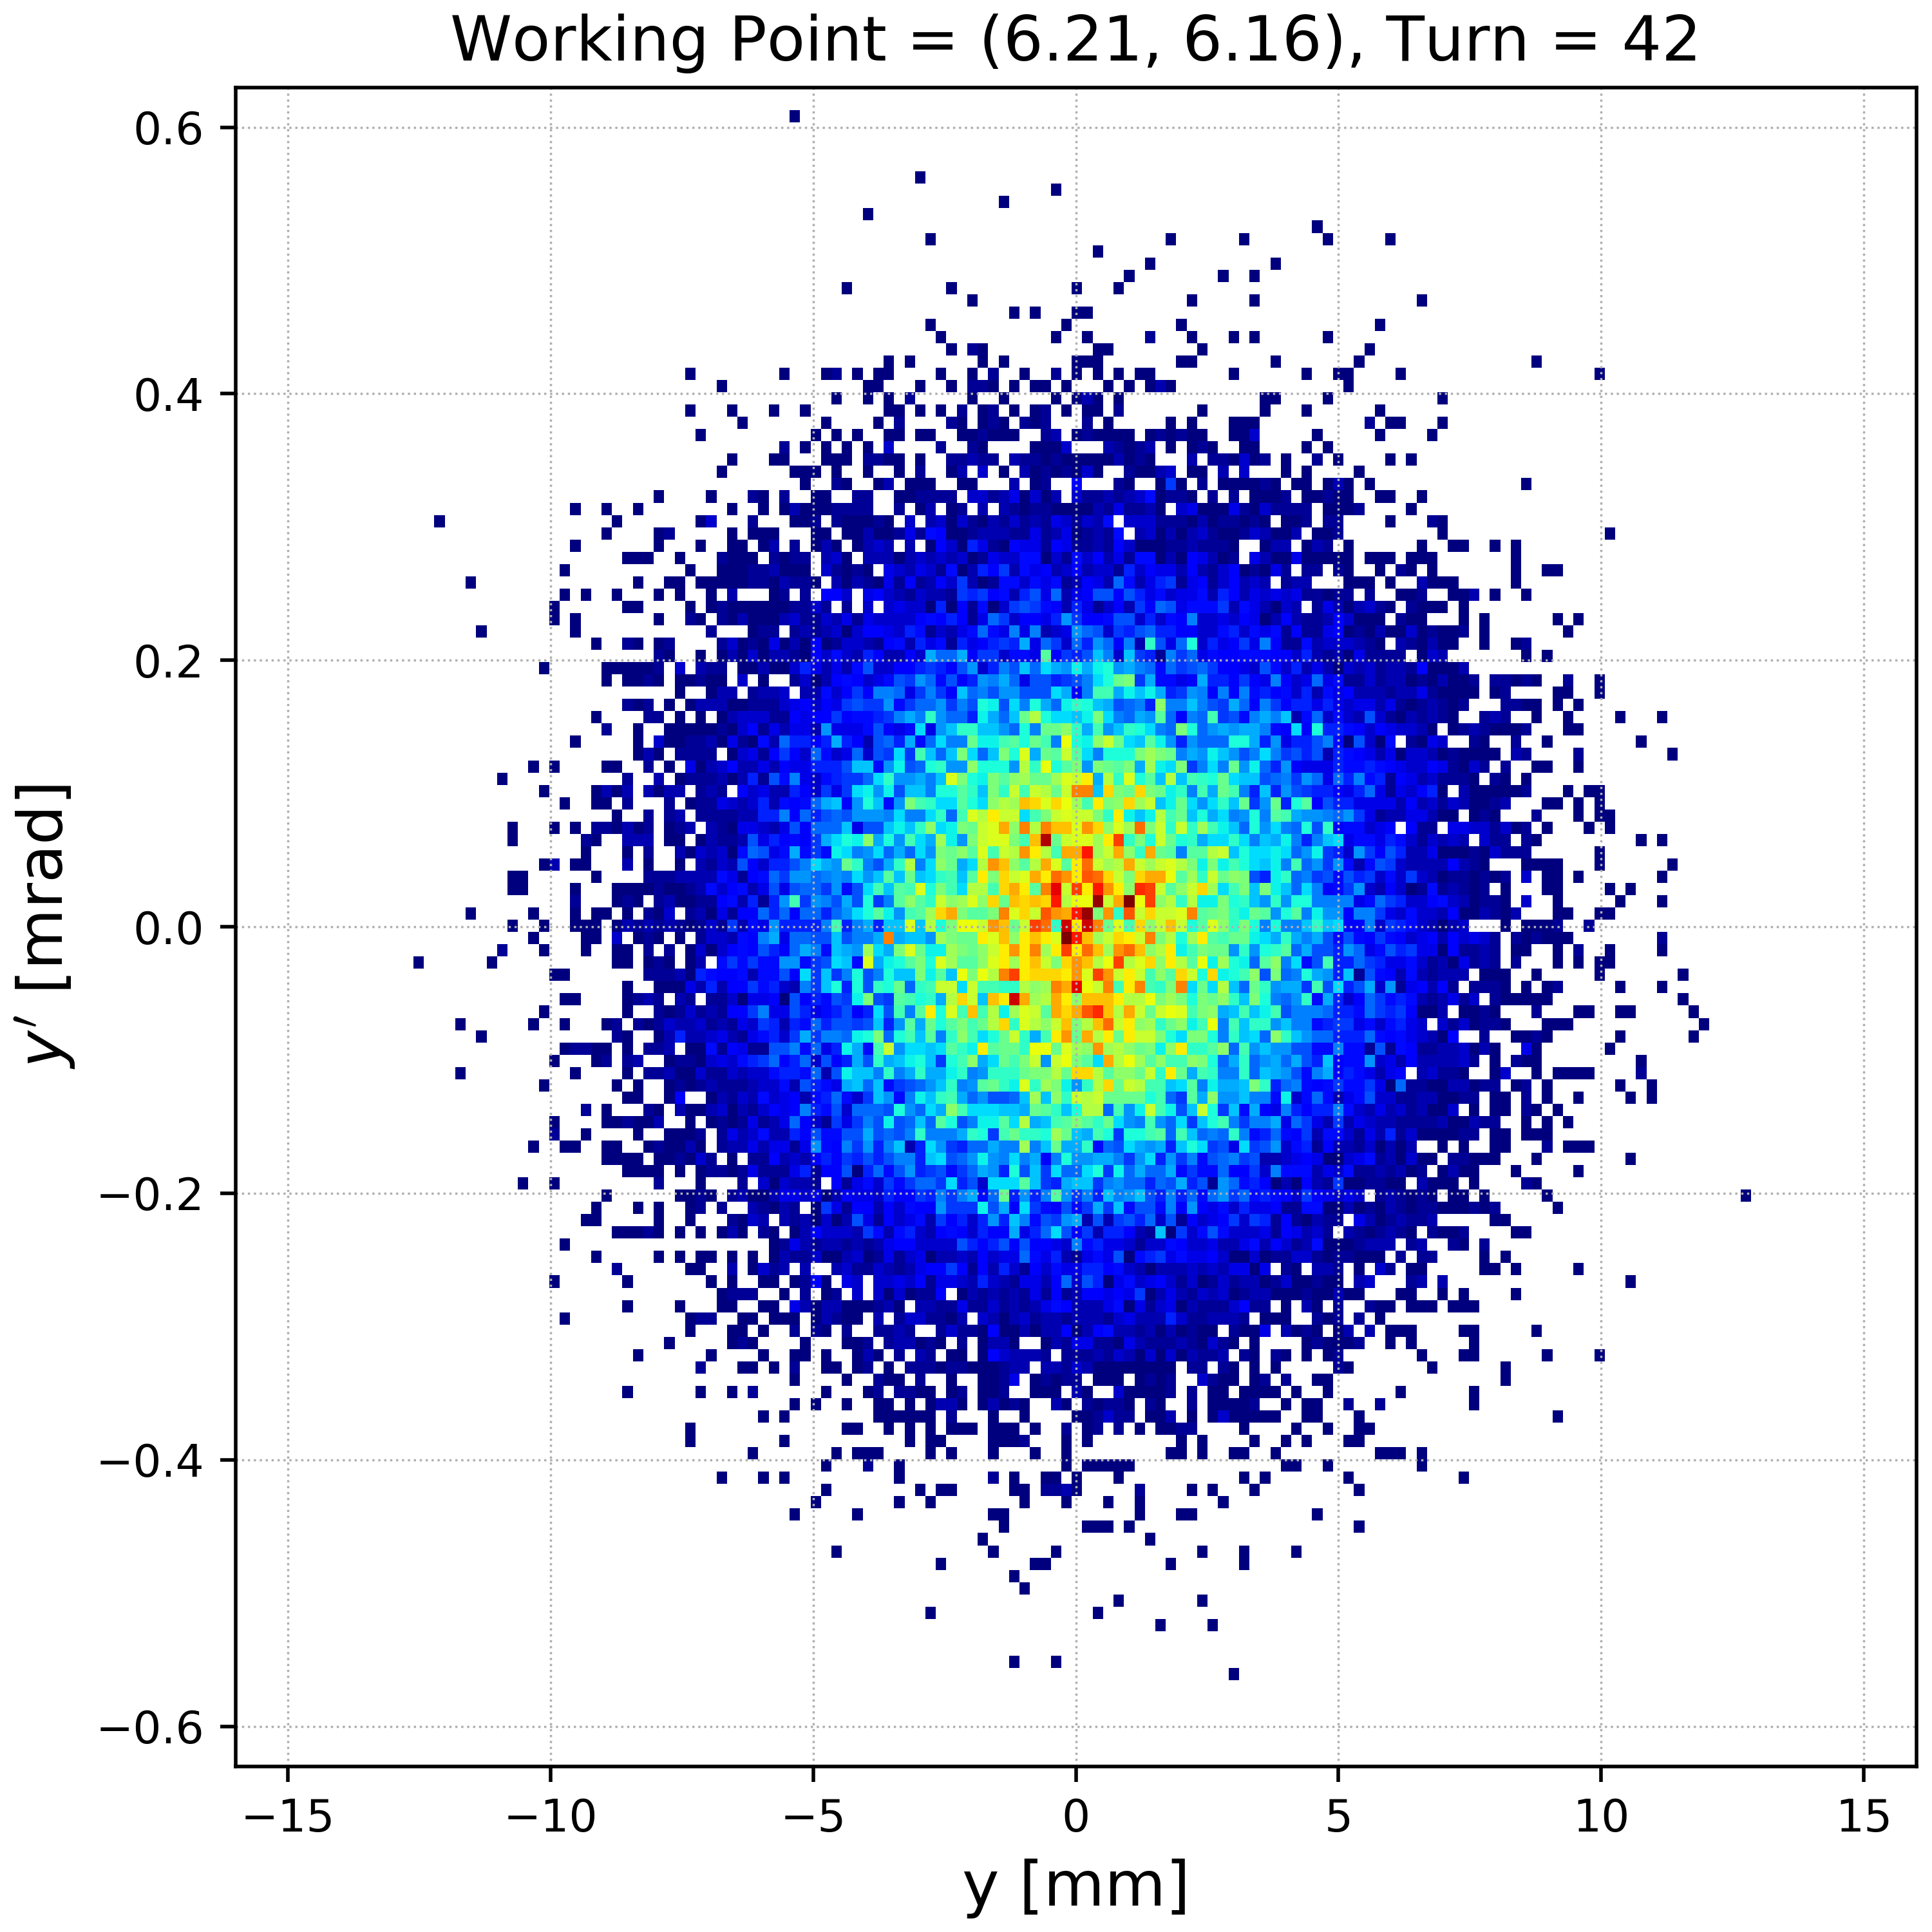 Working Point = (6.21, 6.16), Turn = 42
0.6
0.4
0.2
0.0
−0.2
−0.4
−0.6
y′ [mrad]
−15 −10 −5 0 5 10 15
y [mm]